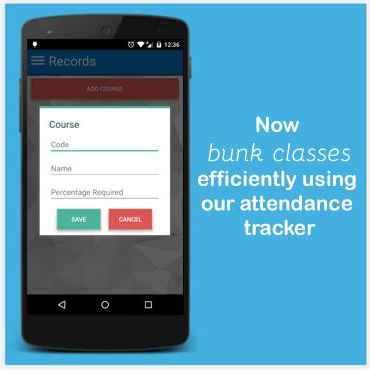 12:36
Records
ADD COURSE
Course
Code
Name
Percentage Required
SAVE CANCEL
Now
bunk classes
efficiently using
our attendance
tracker